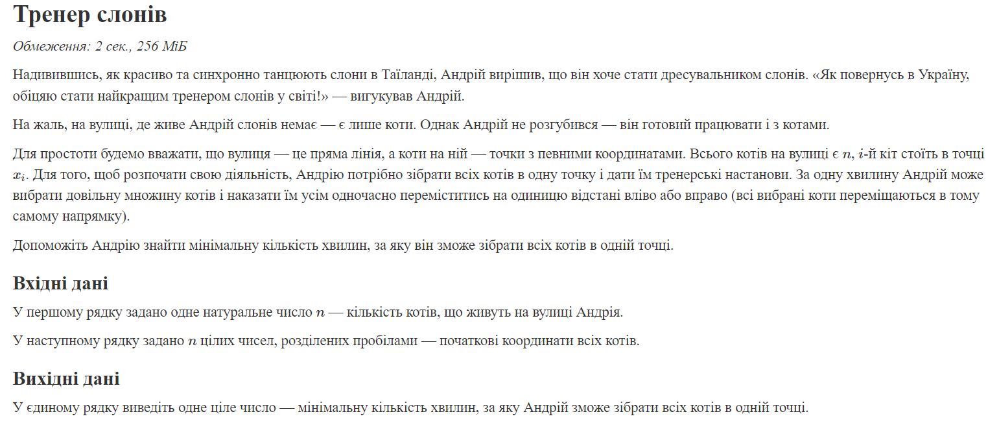 Тренер слонів
Обмеження: 2 сек., 256 МіБ
Надивившись, як красиво та синхронно танцюють слони в Таїланді, Андрій вирішив, що він хоче стати дресувальником слонів. «Як повернусь в Україну,
обіцяю стати найкращим тренером слонів у світі!» — вигукував Андрій.
На жаль, на вулиці, де живе Андрій слонів немає — є лише коти. Однак Андрій не розгубився — він готовий працювати і з котами.
Для простоти будемо вважати, що вулиця — це пряма лінія, а коти на ній — точки з певними координатами. Всього котів на вулиці є n, i-й кіт стоїть в точці
xᵢ. Для того, щоб розпочати свою діяльність, Андрію потрібно зібрати всіх котів в одну точку і дати їм тренерські настанови. За одну хвилину Андрій може
вибрати довільну множину котів і наказати їм усім одночасно переміститись на одиницю відстані вліво або вправо (всі вибрані коти переміщаються в тому
самому напрямку).
Допоможіть Андрію знайти мінімальну кількість хвилин, за яку він зможе зібрати всіх котів в одній точці.
Вхідні дані
У першому рядку задано одне натуральне число n — кількість котів, що живуть на вулиці Андрія.
У наступному рядку задано n цілих чисел, розділених пробілами — початкові координати всіх котів.
Вихідні дані
У єдиному рядку виведіть одне ціле число — мінімальну кількість хвилин, за яку Андрій зможе зібрати всіх котів в одній точці.